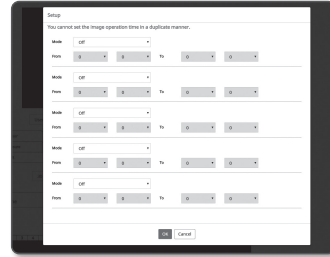 Setup
You cannot set the image operation time in a duplicate manner.
Mode Off
From 0 0 To 0 0
Mode Off
From 0 0 To 0 0
Mode Off
From 0 0 To 0 0
Mode Off
From 0 0 To 0 0
Mode Off
From 0 0 To 0 0
OK Cancel